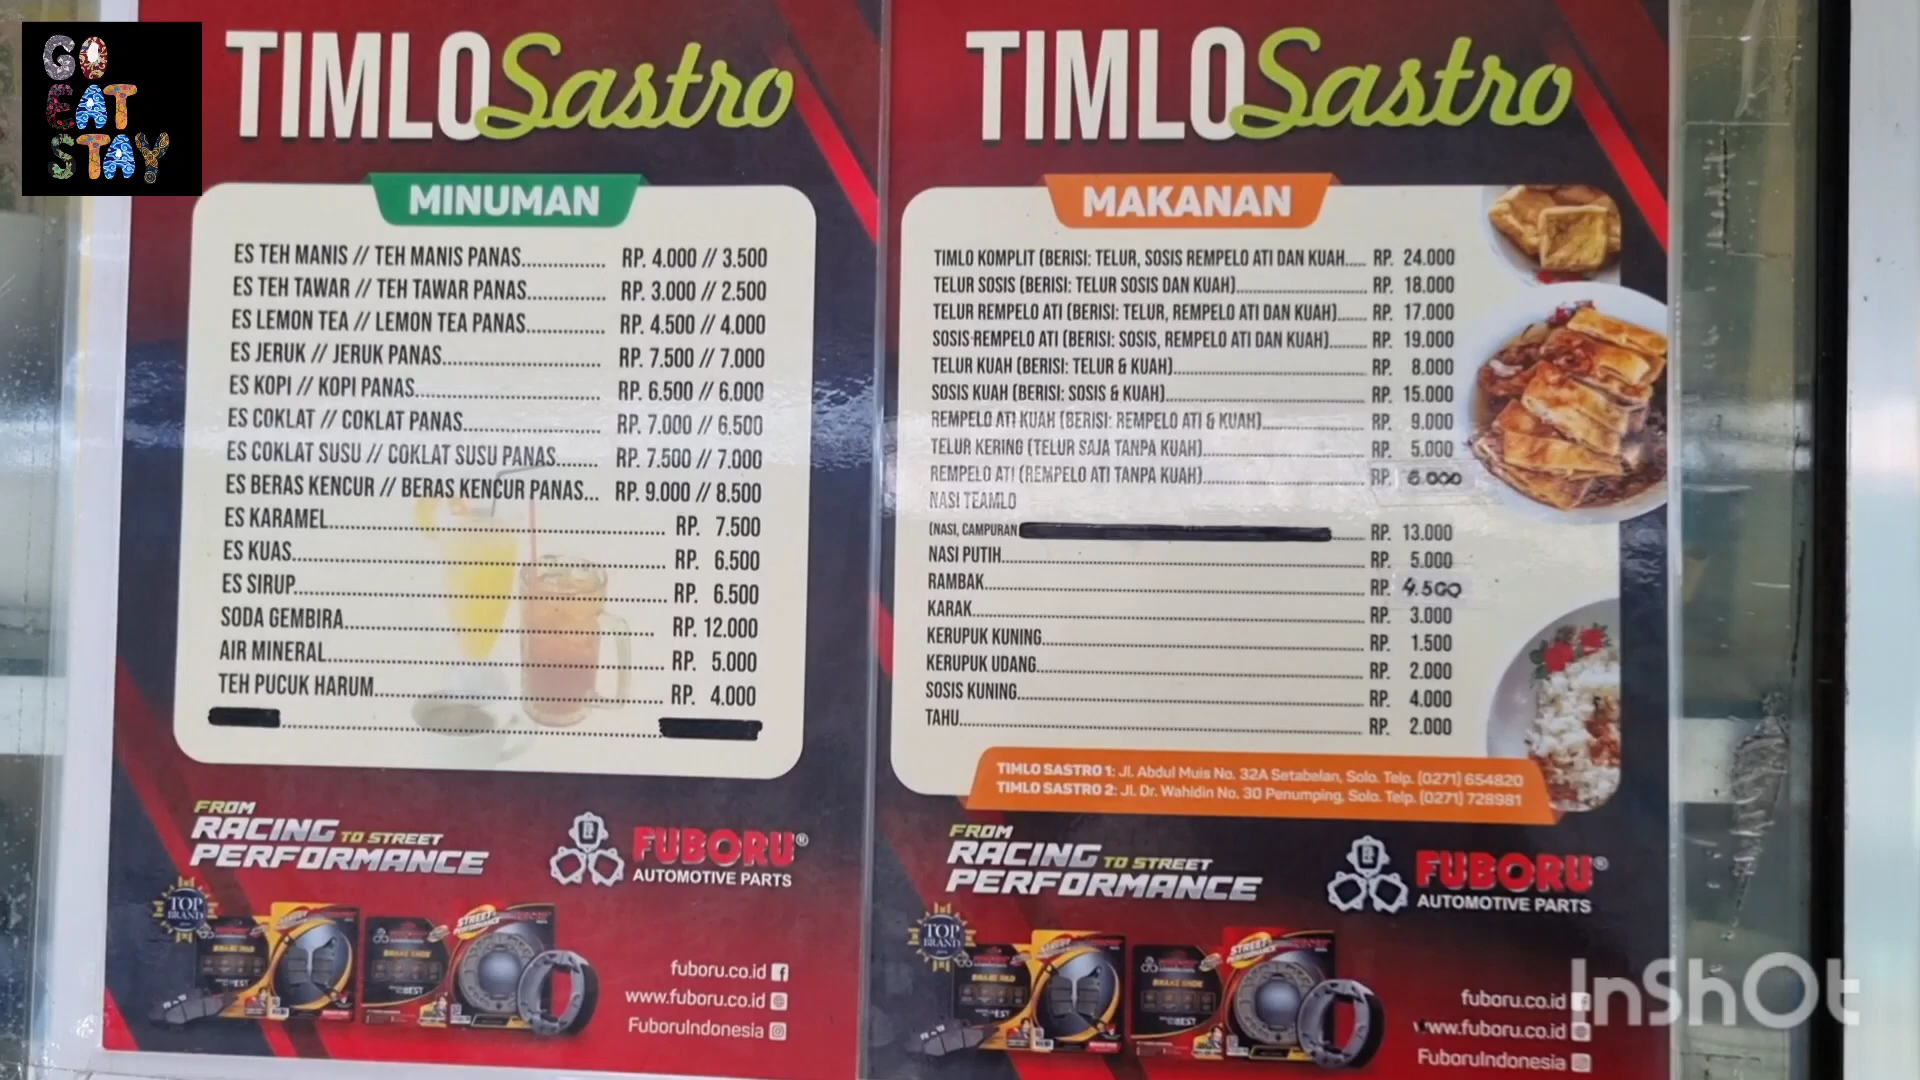 GO
EAT
STAY
TIMLO Sastro
MINUMAN
ES TEH MANIS // TEH MANIS PANAS............... RP. 4.000 // 3.500
ES TEH TAWAR // TEH TAWAR PANAS.............. RP. 3.000 // 2.500
ES LEMON TEA // LEMON TEA PANAS.............. RP. 4.500 // 4.000
ES JERUK // JERUK PANAS............................ RP. 7.500 // 7.000
ES KOPI // KOPI PANAS................................. RP. 6.500 // 6.000
ES COKLAT // COKLAT PANAS........................ RP. 7.000 // 6.500
ES COKLAT SUSU // COKLAT SUSU PANAS....... RP. 7.500 // 7.000
ES BERAS KENCUR // BERAS KENCUR PANAS... RP. 9.000 // 8.500
ES KARAMEL............................................................ RP. 7.500
ES KUAS.................................................................. RP. 6.500
ES SIRUP.................................................................. RP. 6.500
SODA GEMBIRA....................................................... RP. 12.000
AIR MINERAL............................................................ RP. 5.000
TEH PUCUK HARUM.................................................... RP. 4.000
FROM
RACING TO STREET
PERFORMANCE
FUBORU®
AUTOMOTIVE PARTS
TOP
BRAND
fuboru.co.id
www.fuboru.co.id
FuboruIndonesia
TIMLO Sastro
MAKANAN
TIMLO KOMPLIT (BERISI: TELUR, SOSIS REMPELO ATI DAN KUAH..... RP. 24.000
TELUR SOSIS (BERISI: TELUR SOSIS DAN KUAH)............................. RP. 18.000
TELUR REMPELO ATI (BERISI: TELUR, REMPELO ATI DAN KUAH)....... RP. 17.000
SOSIS REMPELO ATI (BERISI: SOSIS, REMPELO ATI DAN KUAH)......... RP. 19.000
TELUR KUAH (BERISI: TELUR & KUAH)........................................... RP. 8.000
SOSIS KUAH (BERISI: SOSIS & KUAH)............................................. RP. 15.000
REMPELO ATI KUAH (BERISI: REMPELO ATI & KUAH)....................... RP. 9.000
TELUR KERING (TELUR SAJA TANPA KUAH).................................... RP. 5.000
REMPELO ATI (REMPELO ATI TANPA KUAH).................................... RP. 6.000
NASI TEAMLO
(NASI, CAMPURAN ........ RP. 13.000
NASI PUTIH............................................................................ RP. 5.000
RAMBAK................................................................................ RP. 4.500
KARAK................................................................................... RP. 3.000
KERUPUK KUNING................................................................... RP. 1.500
KERUPUK UDANG.................................................................... RP. 2.000
SOSIS KUNING........................................................................ RP. 4.000
TAHU..................................................................................... RP. 2.000
TIMLO SASTRO 1: Jl. Abdul Muis No. 32A Setabelan, Solo. Telp. (0271) 654820
TIMLO SASTRO 2: Jl. Dr. Wahidin No. 30 Penumping, Solo. Telp. (0271) 728981
FROM
RACING TO STREET
PERFORMANCE
FUBORU®
AUTOMOTIVE PARTS
TOP
BRAND
fuboru.co.id
www.fuboru.co.id
FuboruIndonesia
InShOt